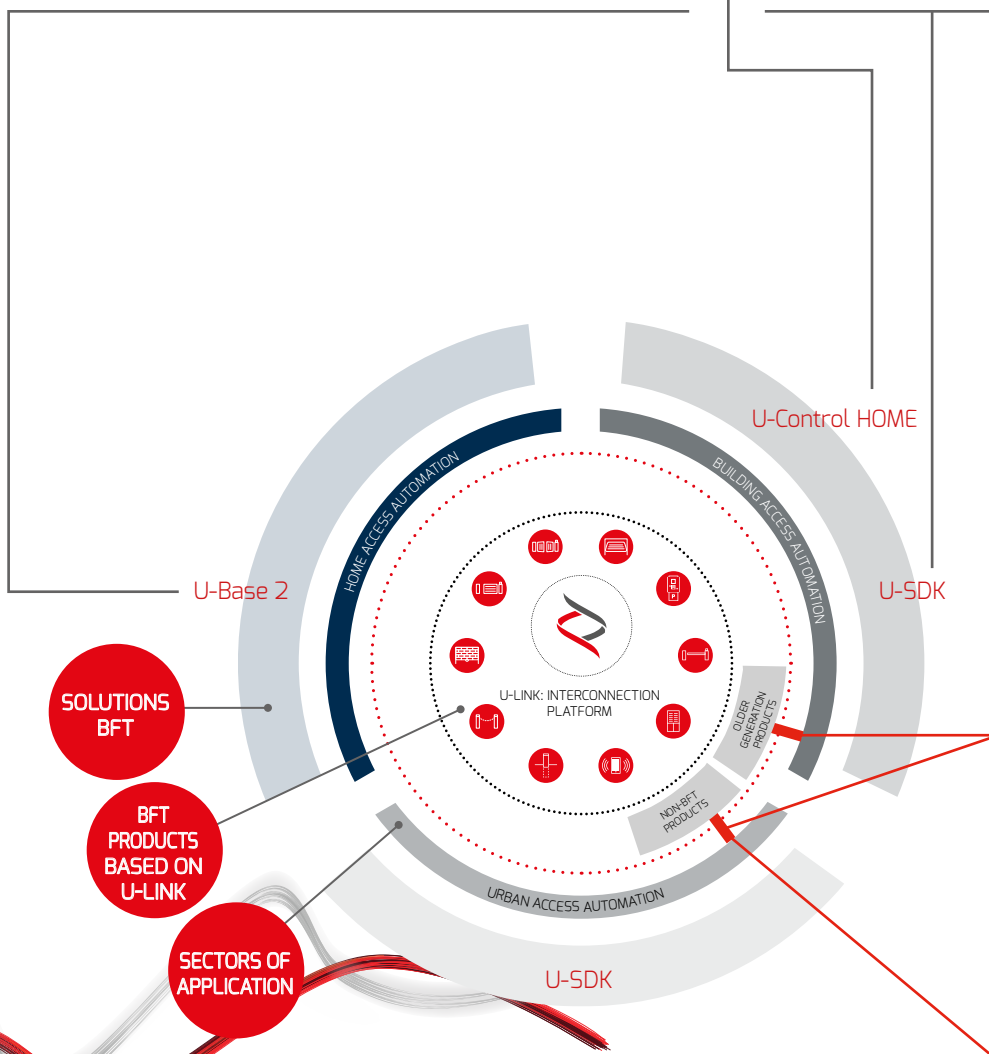 U-Control HOME
HOME ACCESS AUTOMATION
BUILDING ACCESS AUTOMATION
U-Base 2
U-SDK
SOLUTIONS
BFT
U-LINK: INTERCONNECTION
PLATFORM
P
OLDER
GENERATION
PRODUCTS
NON-BFT
PRODUCTS
BFT
PRODUCTS
BASED ON
U-LINK
URBAN ACCESS AUTOMATION
SECTORS OF
APPLICATION
U-SDK